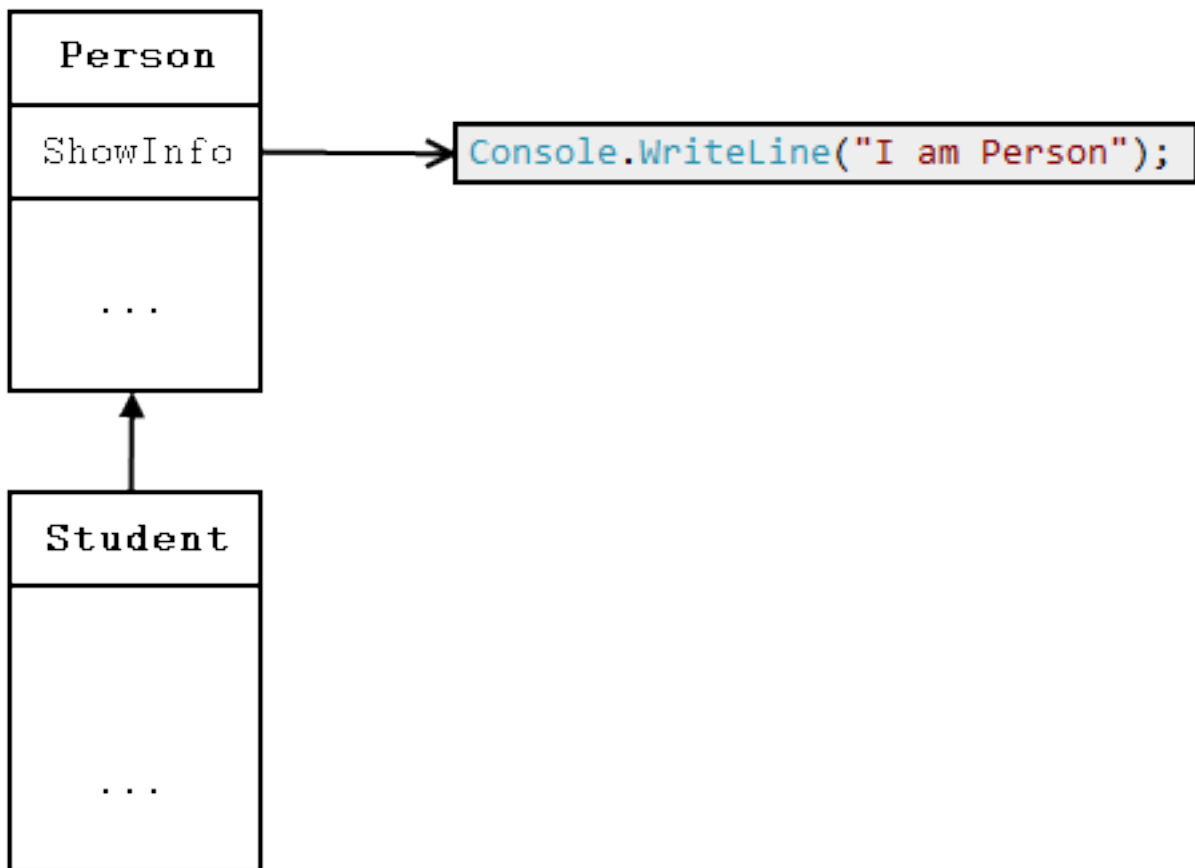 Person
ShowInfo
Console.WriteLine("I am Person");
...
Student
...